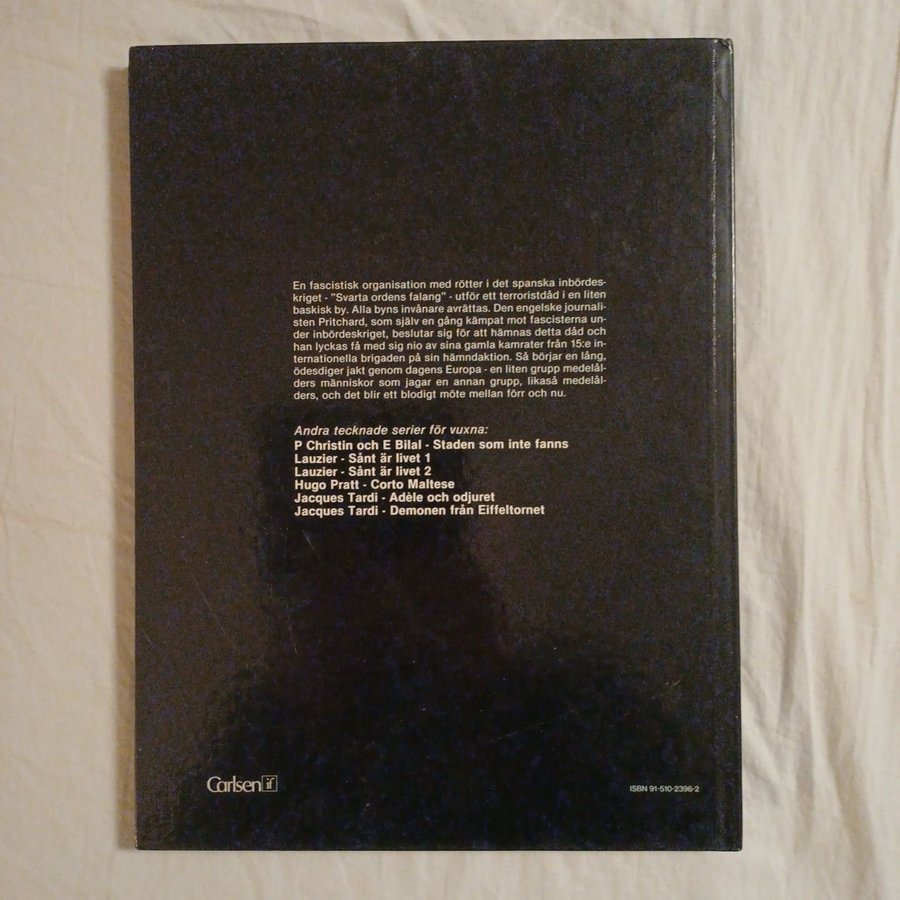 En fascistisk organisation med rötter i det spanska inbördes-
kriget - "Svarta ordens falang" - utför ett terroristdåd i en liten
baskisk by. Alla byns invånare avrättas. Den engelske journali-
sten Pritchard, som själv en gång kämpat mot fascisterna un-
der inbördeskriget, beslutar sig för att hämnas detta dåd och
han lyckas få med sig nio av sina gamla kamrater från 15:e in-
ternationella brigaden på sin hämndaktion. Så börjar en lång,
ödesdiger jakt genom dagens Europa - en liten grupp medelål-
ders människor som jagar en annan grupp, likaså medelål-
ders, och det blir ett blodigt möte mellan förr och nu.
Andra tecknade serier för vuxna:
P Christin och E Bilal - Staden som inte fanns
Lauzier - Sånt är livet 1
Lauzier - Sånt är livet 2
Hugo Pratt - Corto Maltese
Jacques Tardi - Adèle och odjuret
Jacques Tardi - Demonen från Eiffeltornet
Carlsen if
ISBN 91-510-2396-2